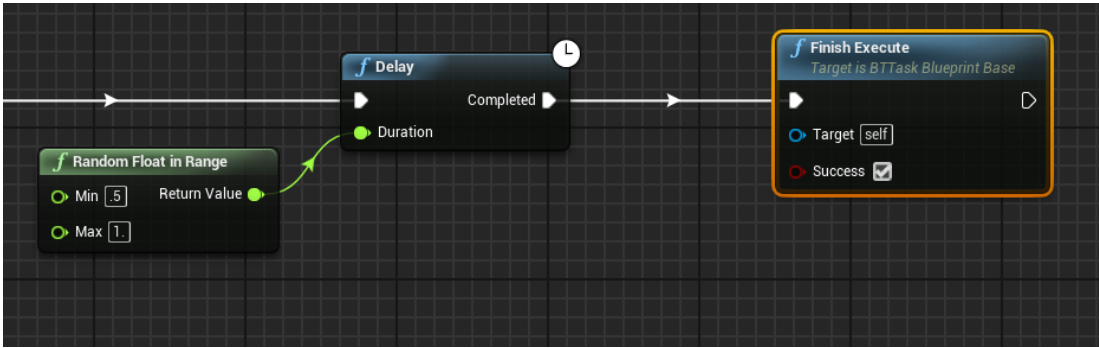 Delay
Completed
Duration
Random Float in Range
Min .5 Return Value
Max 1.
Finish Execute
Target is BTTask Blueprint Base
Target self
Success